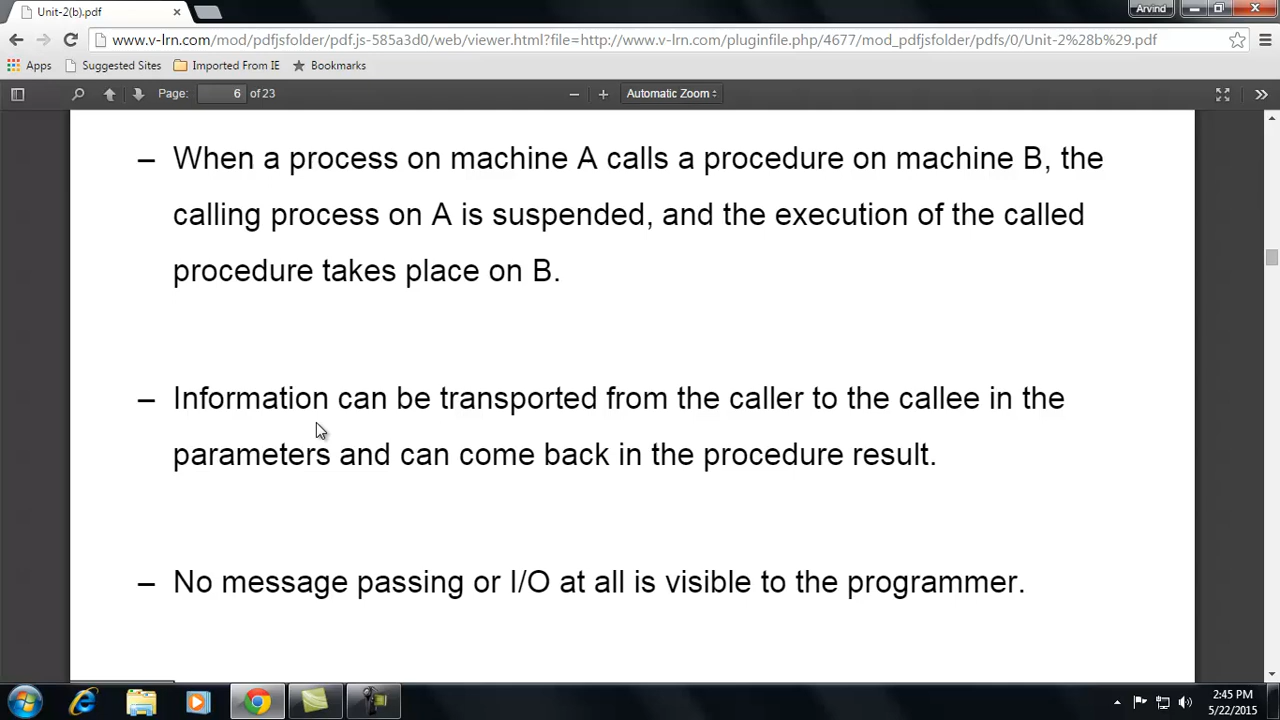 Unit-2(b).pdf
Arvind
www.v-lrn.com/mod/pdfjsfolder/pdf.js-585a3d0/web/viewer.html?file=http://www.v-lrn.com/pluginfile.php/4677/mod_pdfjsfolder/pdfs/0/Unit-2%28b%29.pdf
Apps Suggested Sites Imported From IE Bookmarks
Page: 6 of 23 Automatic Zoom
– When a process on machine A calls a procedure on machine B, the
calling process on A is suspended, and the execution of the called
procedure takes place on B.
– Information can be transported from the caller to the callee in the
parameters and can come back in the procedure result.
– No message passing or I/O at all is visible to the programmer.
2:45 PM
5/22/2015